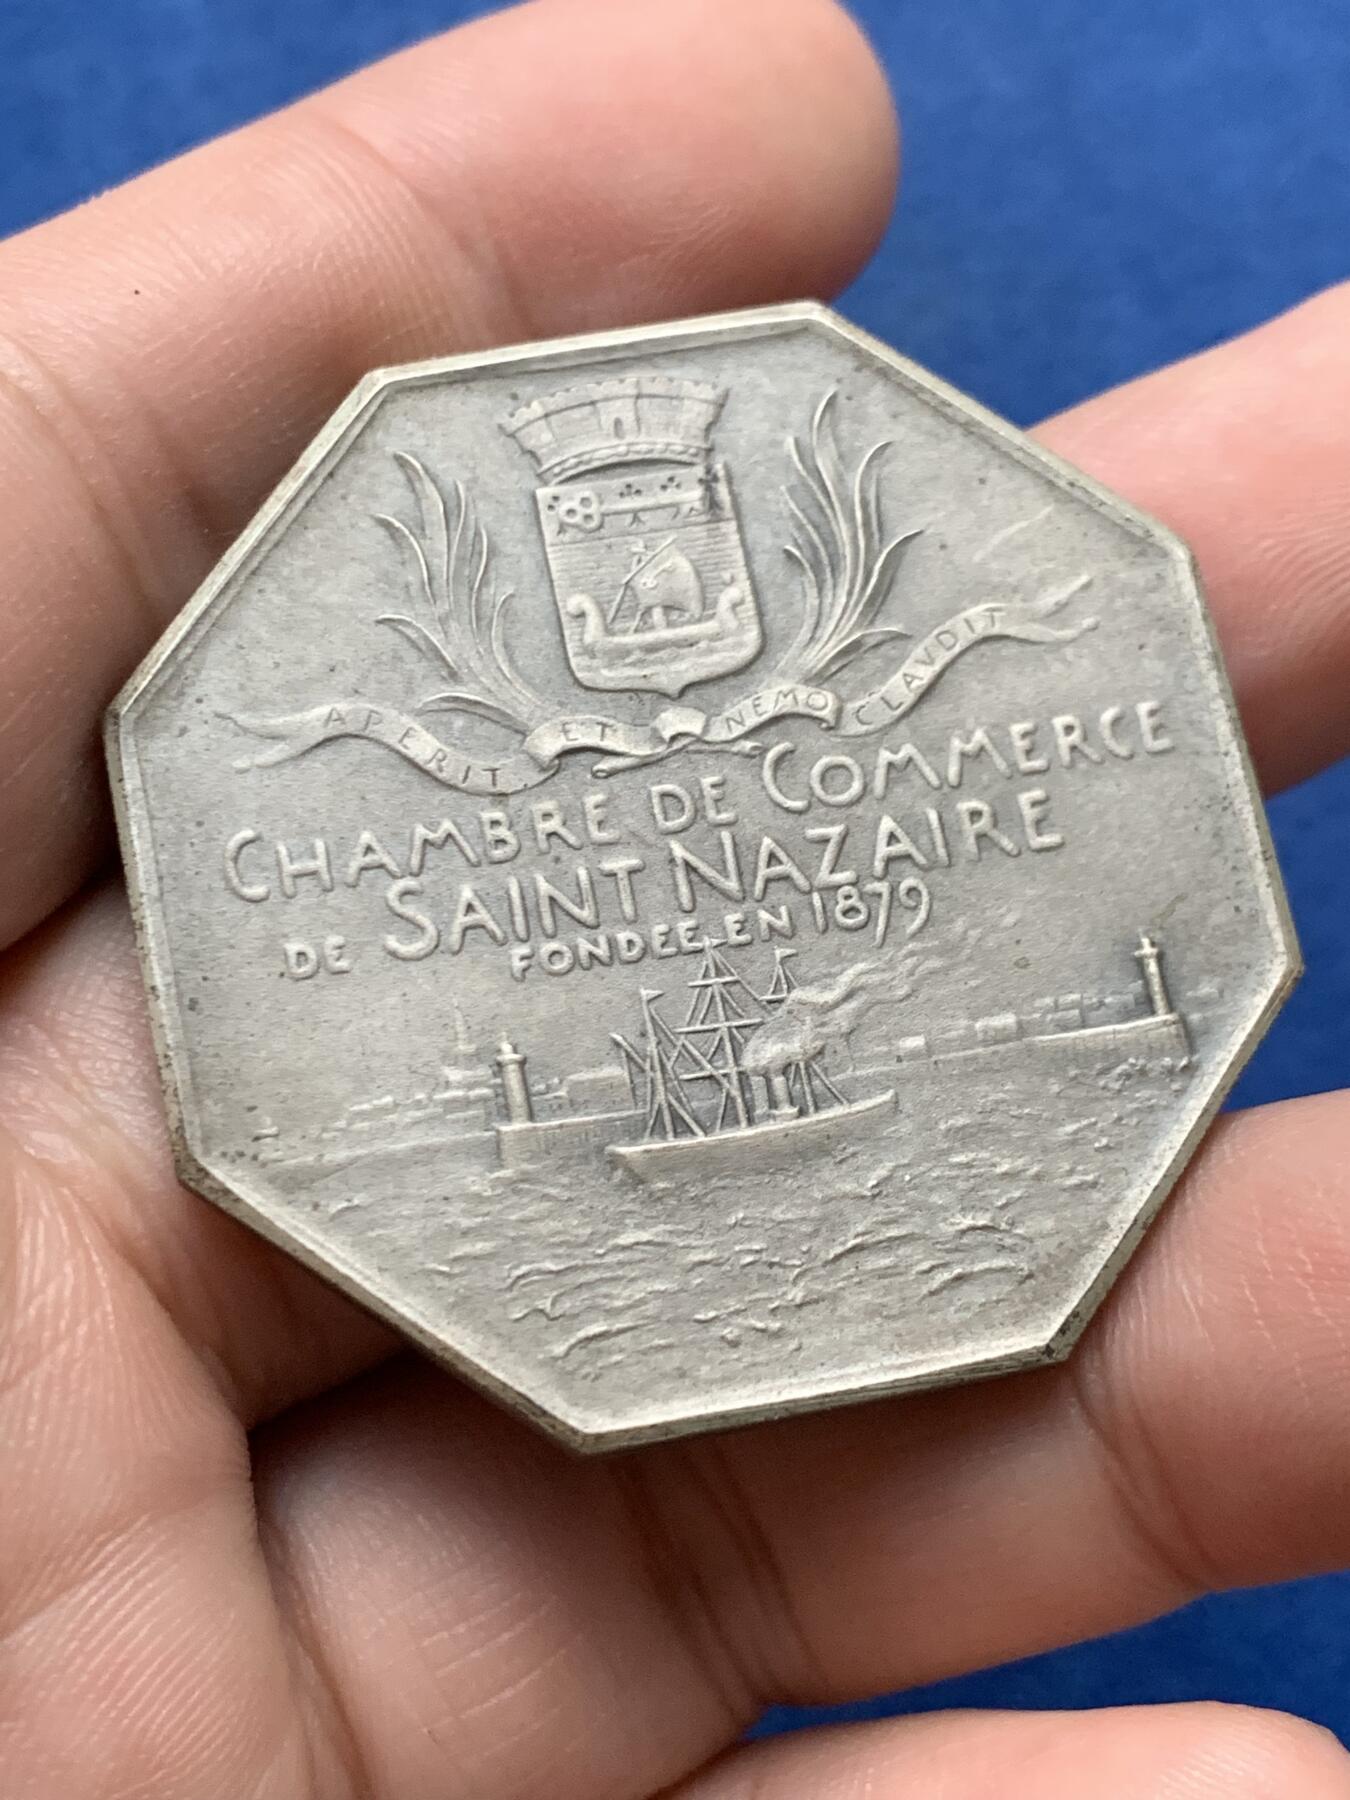 APERIT ET NEMO CLAVDIT
CHAMBRE DE COMMERCE
DE SAINT NAZAIRE
FONDEE EN 1879